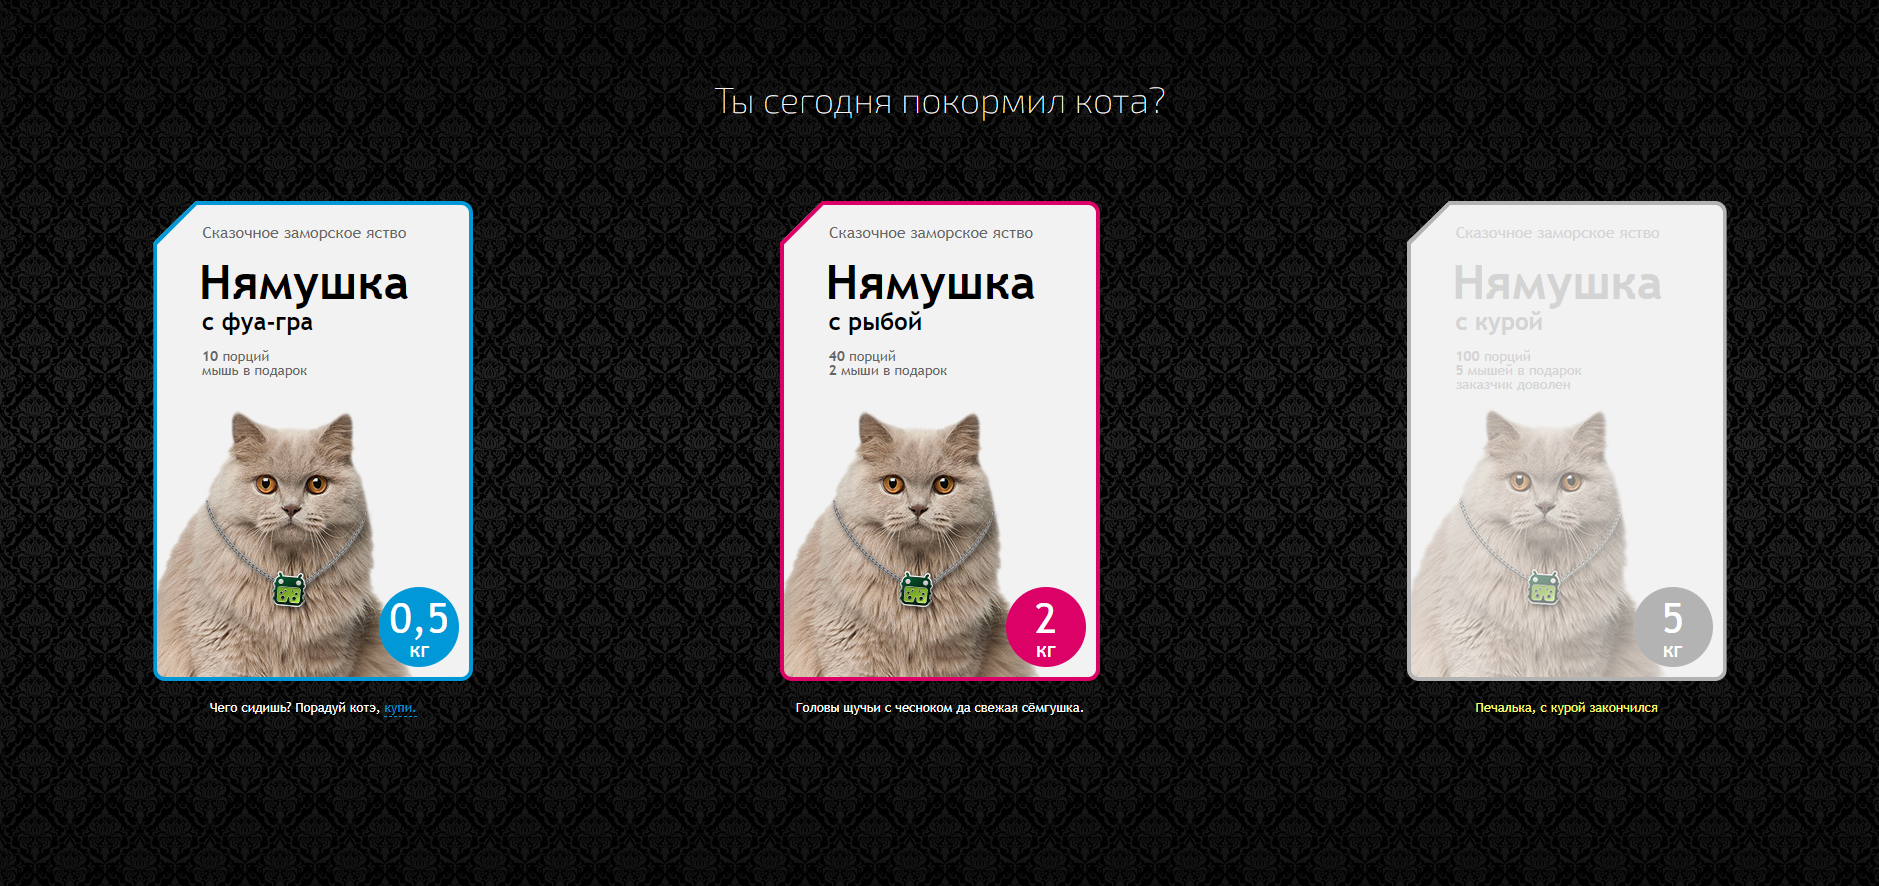 Ты сегодня покормил кота?
Сказочное заморское яство
Нямушка
с фуа-гра
10 порций
мышь в подарок
0,5
кг
Чего сидишь? Порадуй котэ, купи.
Сказочное заморское яство
Нямушка
с рыбой
40 порций
2 мыши в подарок
2
кг
Головы щучьи с чесноком да свежая сёмгушка.
Сказочное заморское яство
Нямушка
с курой
100 порций
5 мышей в подарок
заказчик доволен
5
кг
Печалька, с курой закончился